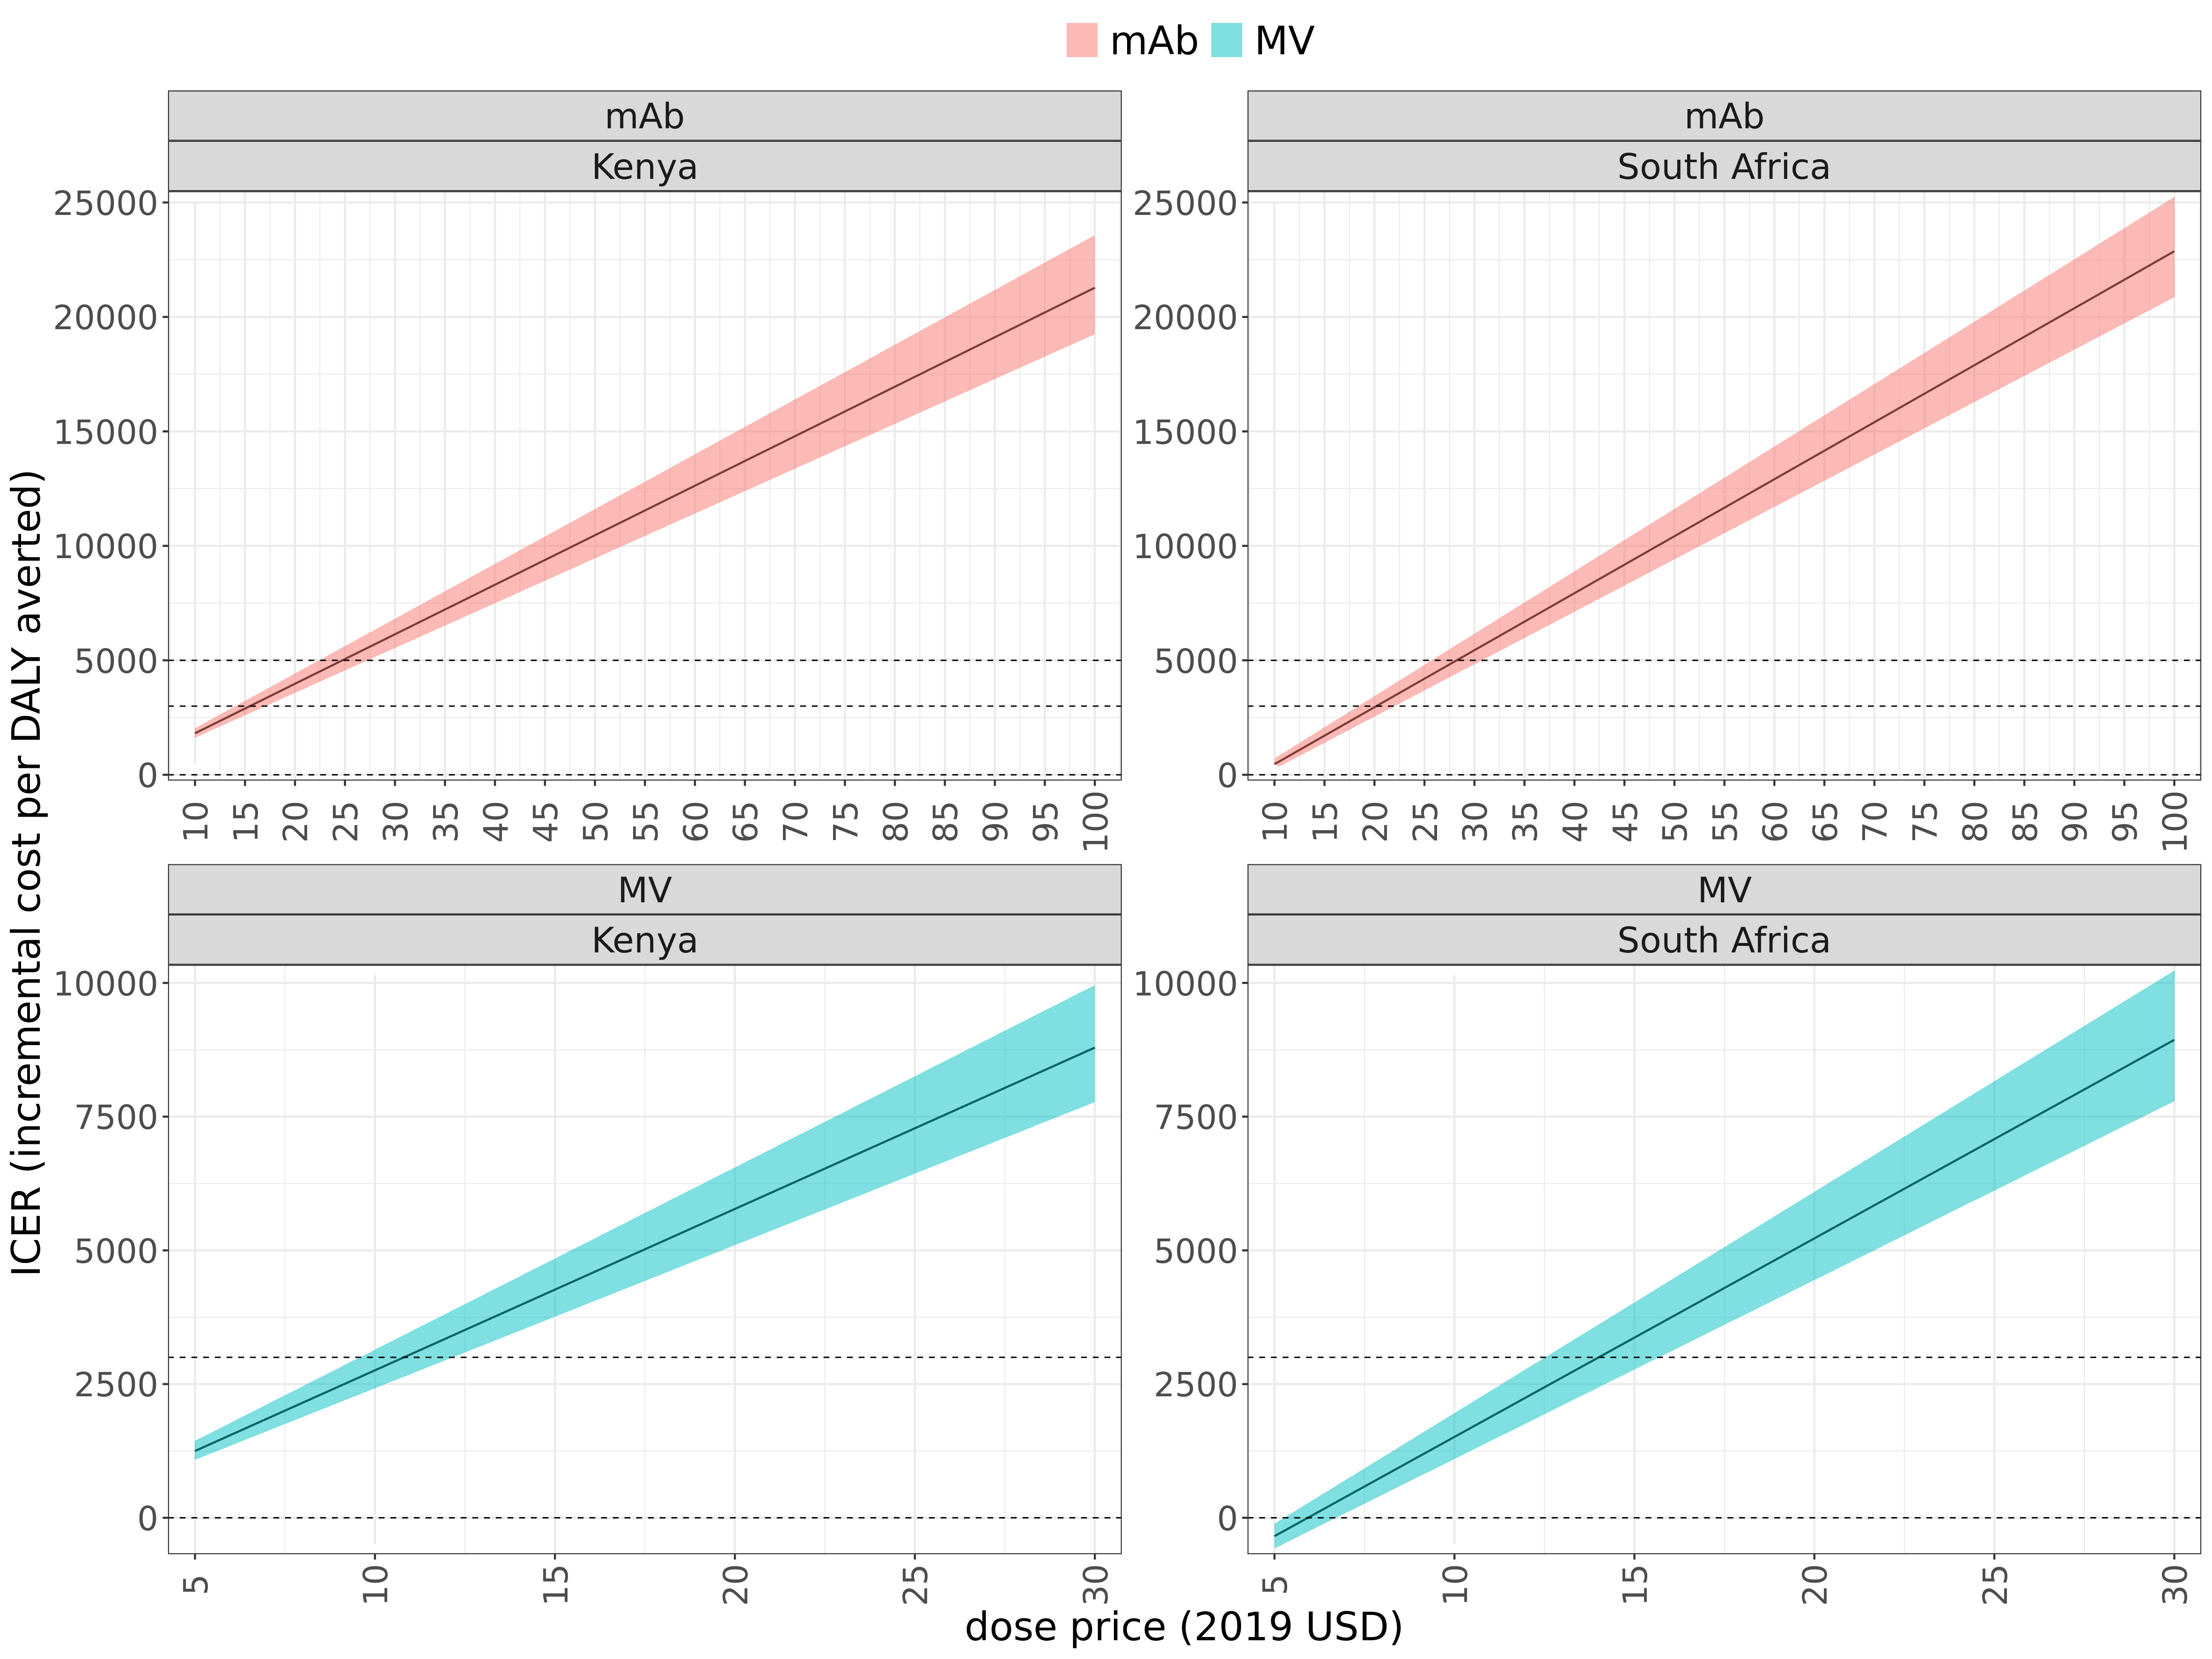 mAb MV
mAb
Kenya
25000
20000
15000
10000
5000
0
10 15 20 25 30 35 40 45 50 55 60 65 70 75 80 85 90 95 100
mAb
South Africa
25000
20000
15000
10000
5000
0
10 15 20 25 30 35 40 45 50 55 60 65 70 75 80 85 90 95 100
ICER (incremental cost per DALY averted)
MV
Kenya
10000
7500
5000
2500
0
5 10 15 20 25 30
MV
South Africa
10000
7500
5000
2500
0
5 10 15 20 25 30
dose price (2019 USD)